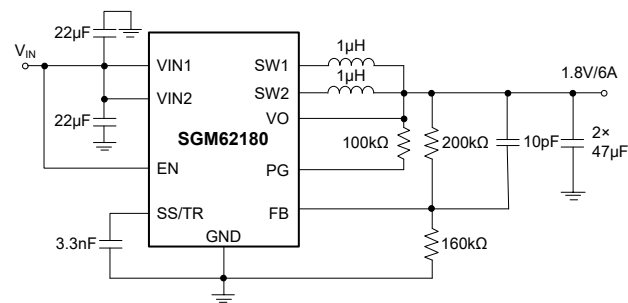 22µF
V_IN
22µF
VIN1
VIN2
EN
SS/TR
3.3nF
SGM62180
GND
SW1
SW2
VO
PG
FB
1µH
1µH
100kΩ
200kΩ
10pF
2×
47µF
160kΩ
1.8V/6A